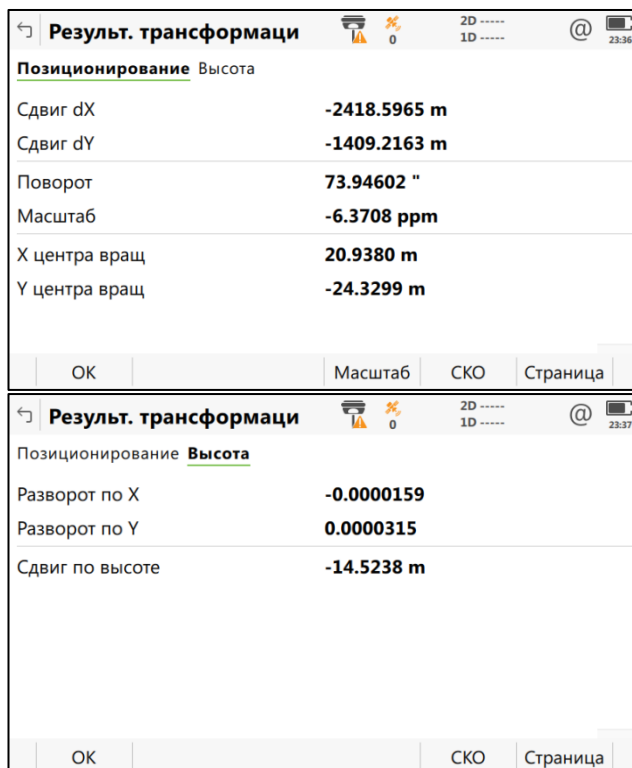 Результ. трансформаци 0 2D ----- 1D ----- @ 23:36
Позиционирование Высота
Сдвиг dX -2418.5965 m
Сдвиг dY -1409.2163 m
Поворот 73.94602 "
Масштаб -6.3708 ppm
X центра вращ 20.9380 m
Y центра вращ -24.3299 m
OK Масштаб СКО Страница
Результ. трансформаци 0 2D ----- 1D ----- @ 23:37
Позиционирование Высота
Разворот по X -0.0000159
Разворот по Y 0.0000315
Сдвиг по высоте -14.5238 m
OK СКО Страница